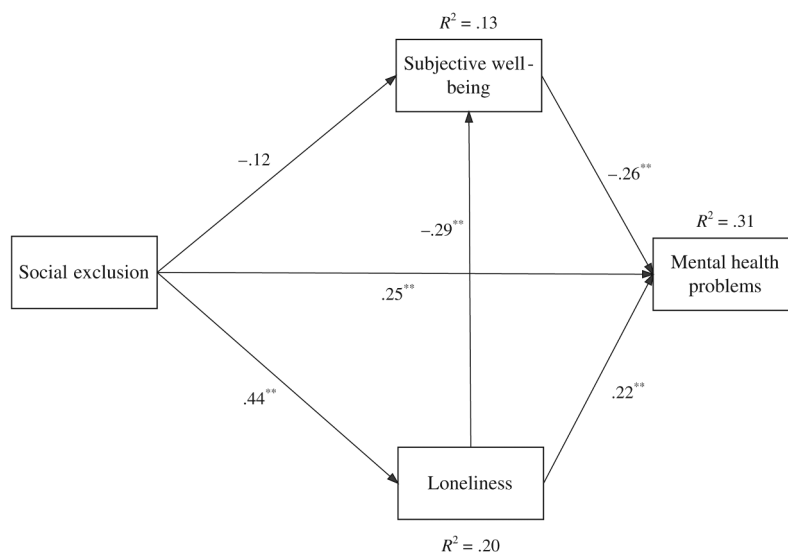 R² = .13
Subjective well-
being
–.12
–.26**
R² = .31
–.29**
Social exclusion
Mental health
problems
.25**
.44**
.22**
Loneliness
R² = .20